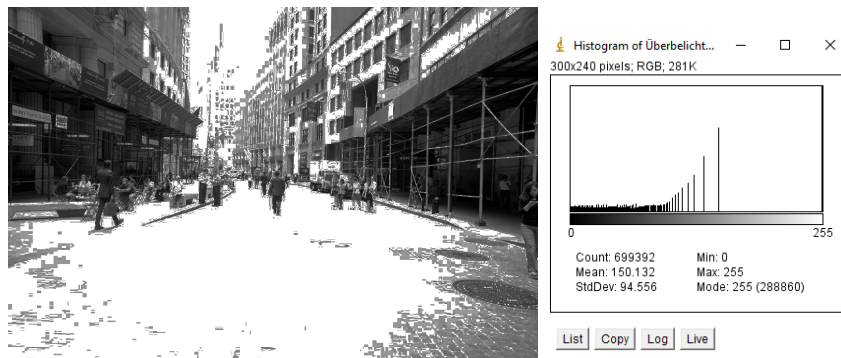 Histogram of Überbelicht...
300x240 pixels; RGB; 281K
0 255
Count: 699392 Min: 0
Mean: 150.132 Max: 255
StdDev: 94.556 Mode: 255 (288860)
List Copy Log Live